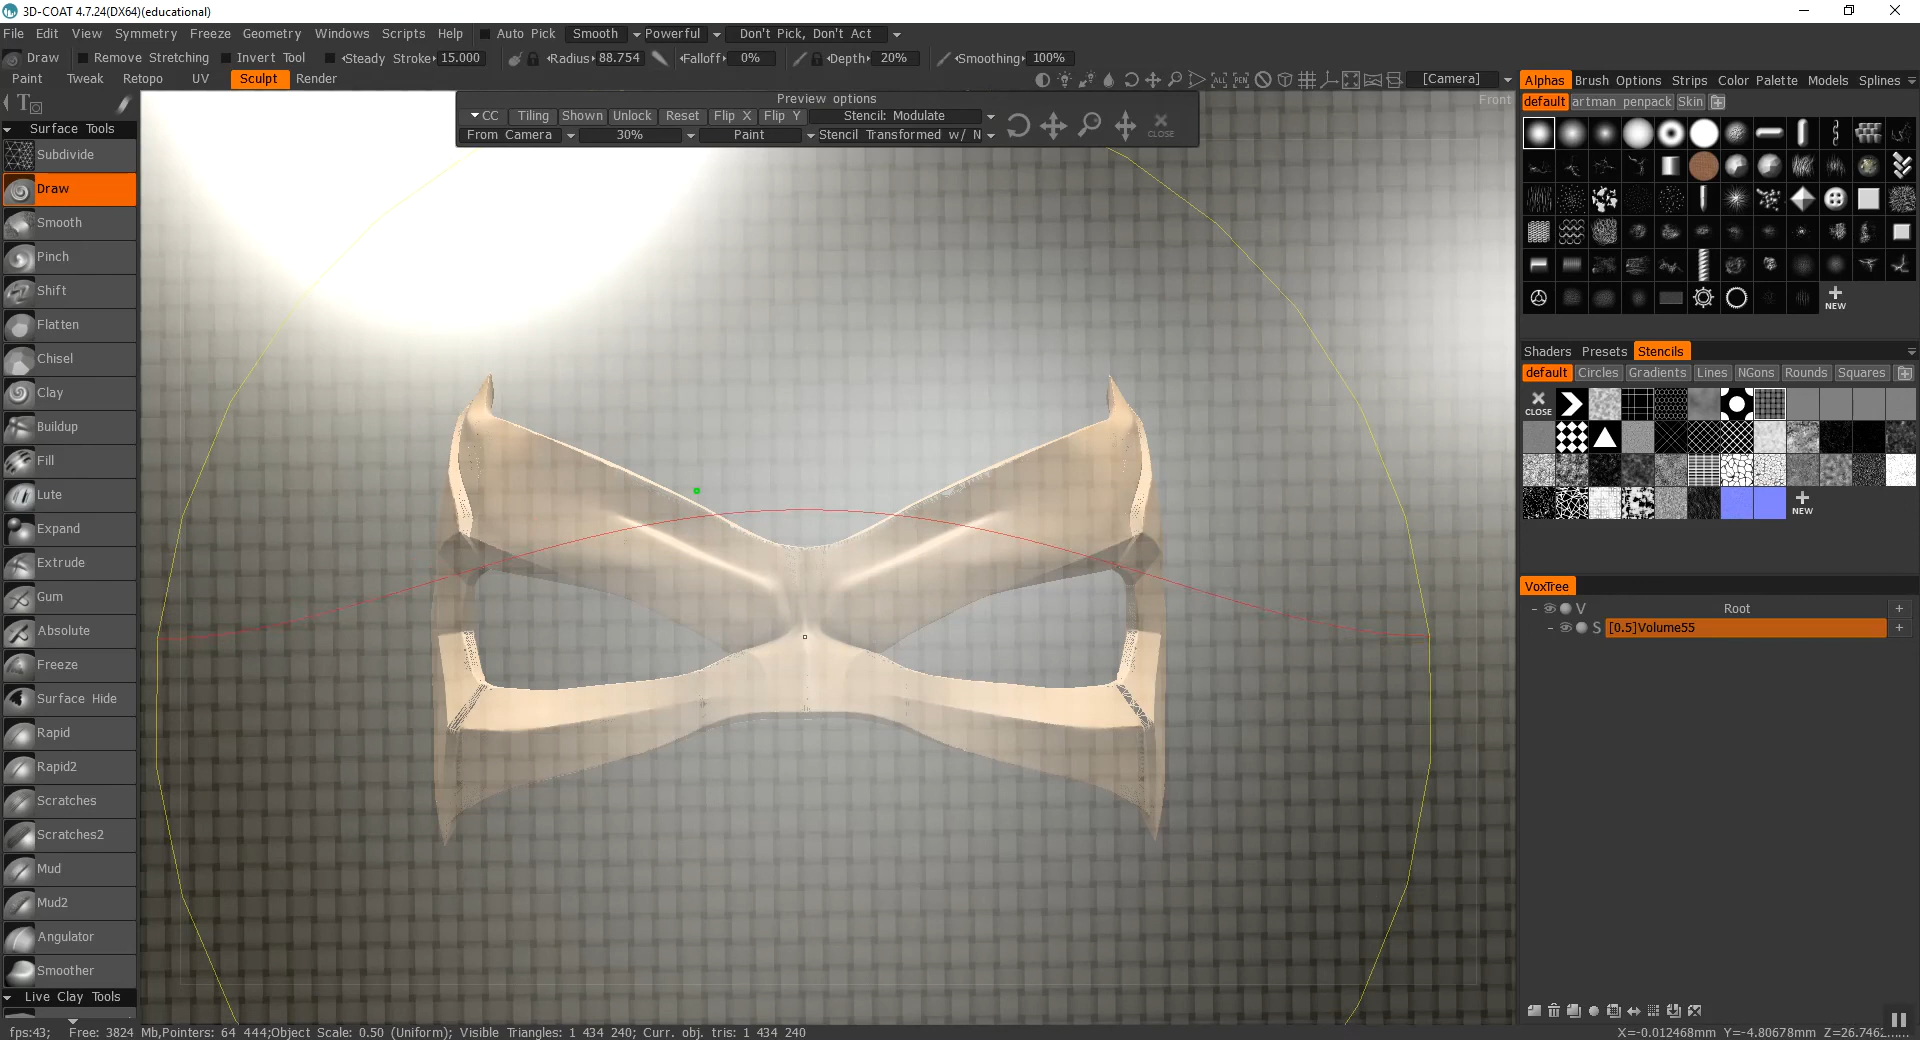 3D-COAT 4.7.24(DX64)(educational)
File Edit View Symmetry Freeze Geometry Windows Scripts Help Auto Pick Smooth Powerful Don't Pick, Don't Act
Draw Remove Stretching Invert Tool Steady Stroke 15.000 Radius 88.754 Falloff 0% Depth 20% Smoothing 100%
Paint Tweak Retopo UV Sculpt Render ALL PEN [Camera]
Front
Preview options
CC Tiling Shown Unlock Reset Flip X Flip Y Stencil: Modulate
From Camera 30% Paint Stencil Transformed w/ N
CLOSE
Surface Tools
Subdivide
Draw
Smooth
Pinch
Shift
Flatten
Chisel
Clay
Buildup
Fill
Lute
Expand
Extrude
Gum
Absolute
Freeze
Surface Hide
Rapid
Rapid2
Scratches
Scratches2
Mud
Mud2
Angulator
Smoother
Live Clay Tools
Alphas Brush Options Strips Color Palette Models Splines
default artman penpack Skin
NEW
Shaders Presets Stencils
default Circles Gradients Lines NGons Rounds Squares
CLOSE
NEW
VoxTree
V Root +
S [0.5]Volume55 +
fps:43; Free: 3824 Mb,Pointers: 64 444;Object Scale: 0.50 (Uniform); Visible Triangles: 1 434 240; Curr. obj. tris: 1 434 240
X=-0.012468mm Y=-4.80678mm